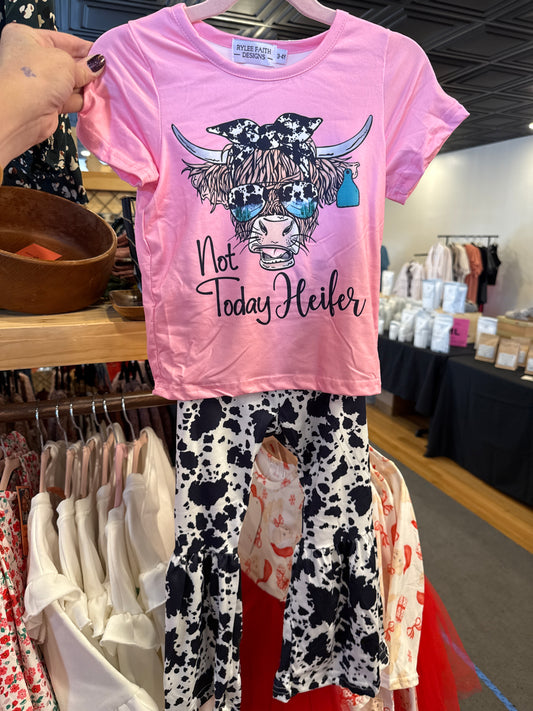 RYLEE FAITH
DESIGNS
Not
Today Heifer